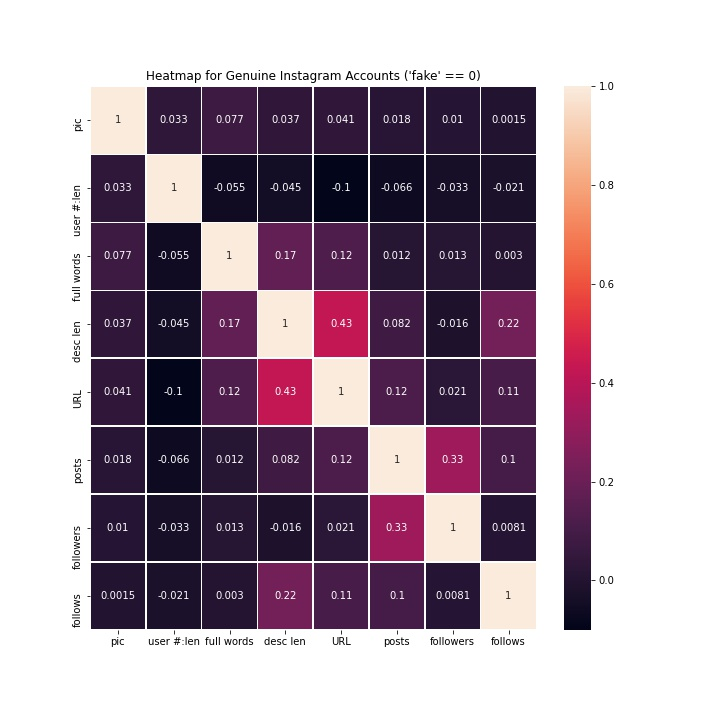 Heatmap for Genuine Instagram Accounts ('fake' == 0)
pic 1 0.033 0.077 0.037 0.041 0.018 0.01 0.0015
user #:len 0.033 1 -0.055 -0.045 -0.1 -0.066 -0.033 -0.021
full words 0.077 -0.055 1 0.17 0.12 0.012 0.013 0.003
desc len 0.037 -0.045 0.17 1 0.43 0.082 -0.016 0.22
URL 0.041 -0.1 0.12 0.43 1 0.12 0.021 0.11
posts 0.018 -0.066 0.012 0.082 0.12 1 0.33 0.1
followers 0.01 -0.033 0.013 -0.016 0.021 0.33 1 0.0081
follows 0.0015 -0.021 0.003 0.22 0.11 0.1 0.0081 1
pic user #:len full words desc len URL posts followers follows
1.0
0.8
0.6
0.4
0.2
0.0